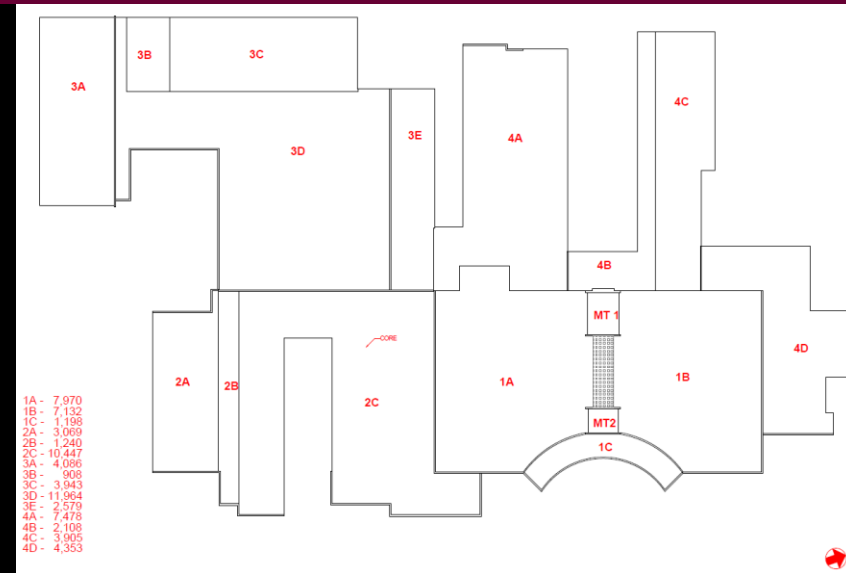 3A
3B
3C
3D
3E
4A
4C
4B
MT 1
4D
2A
2B
CORE
2C
1A
1B
MT2
1C
1A - 7,970
1B - 7,132
1C - 1,198
2A - 3,069
2B - 1,240
2C - 10,447
3A - 4,086
3B - 908
3C - 3,943
3D - 11,964
3E - 2,579
4A - 7,478
4B - 2,108
4C - 3,905
4D - 4,353